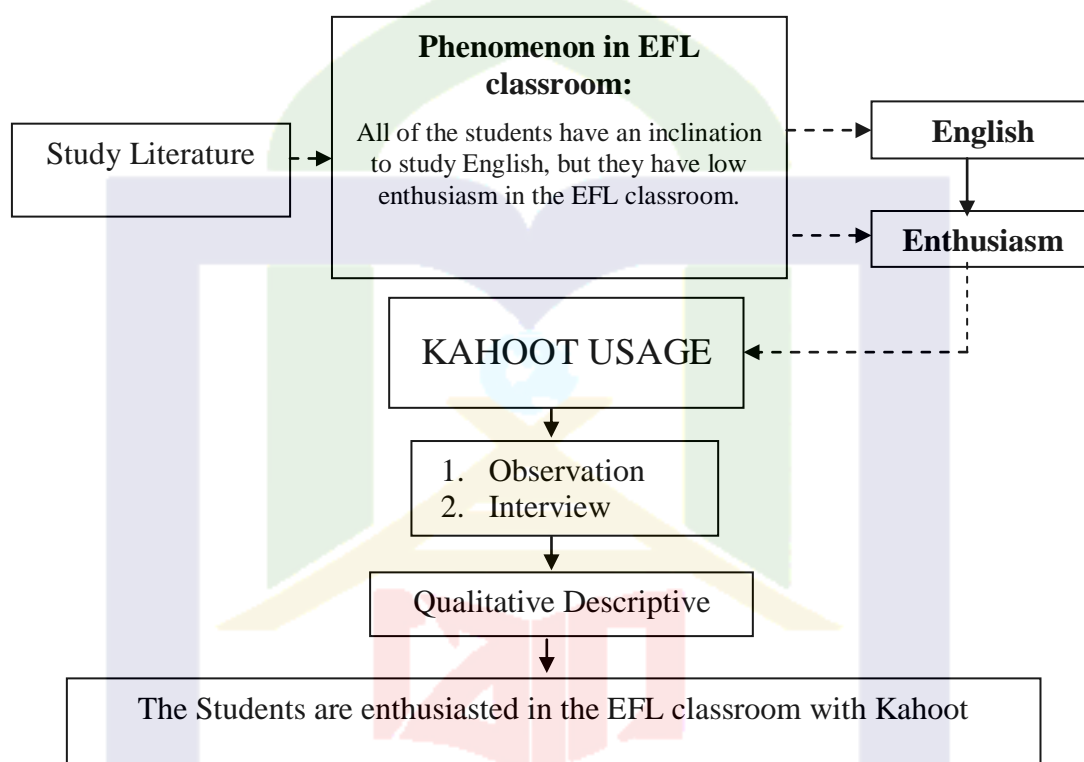 Phenomenon in EFL
classroom:
All of the students have an inclination
to study English, but they have low
enthusiasm in the EFL classroom.
Study Literature
English
Enthusiasm
KAHOOT USAGE
1. Observation
2. Interview
Qualitative Descriptive
The Students are enthusiasted in the EFL classroom with Kahoot